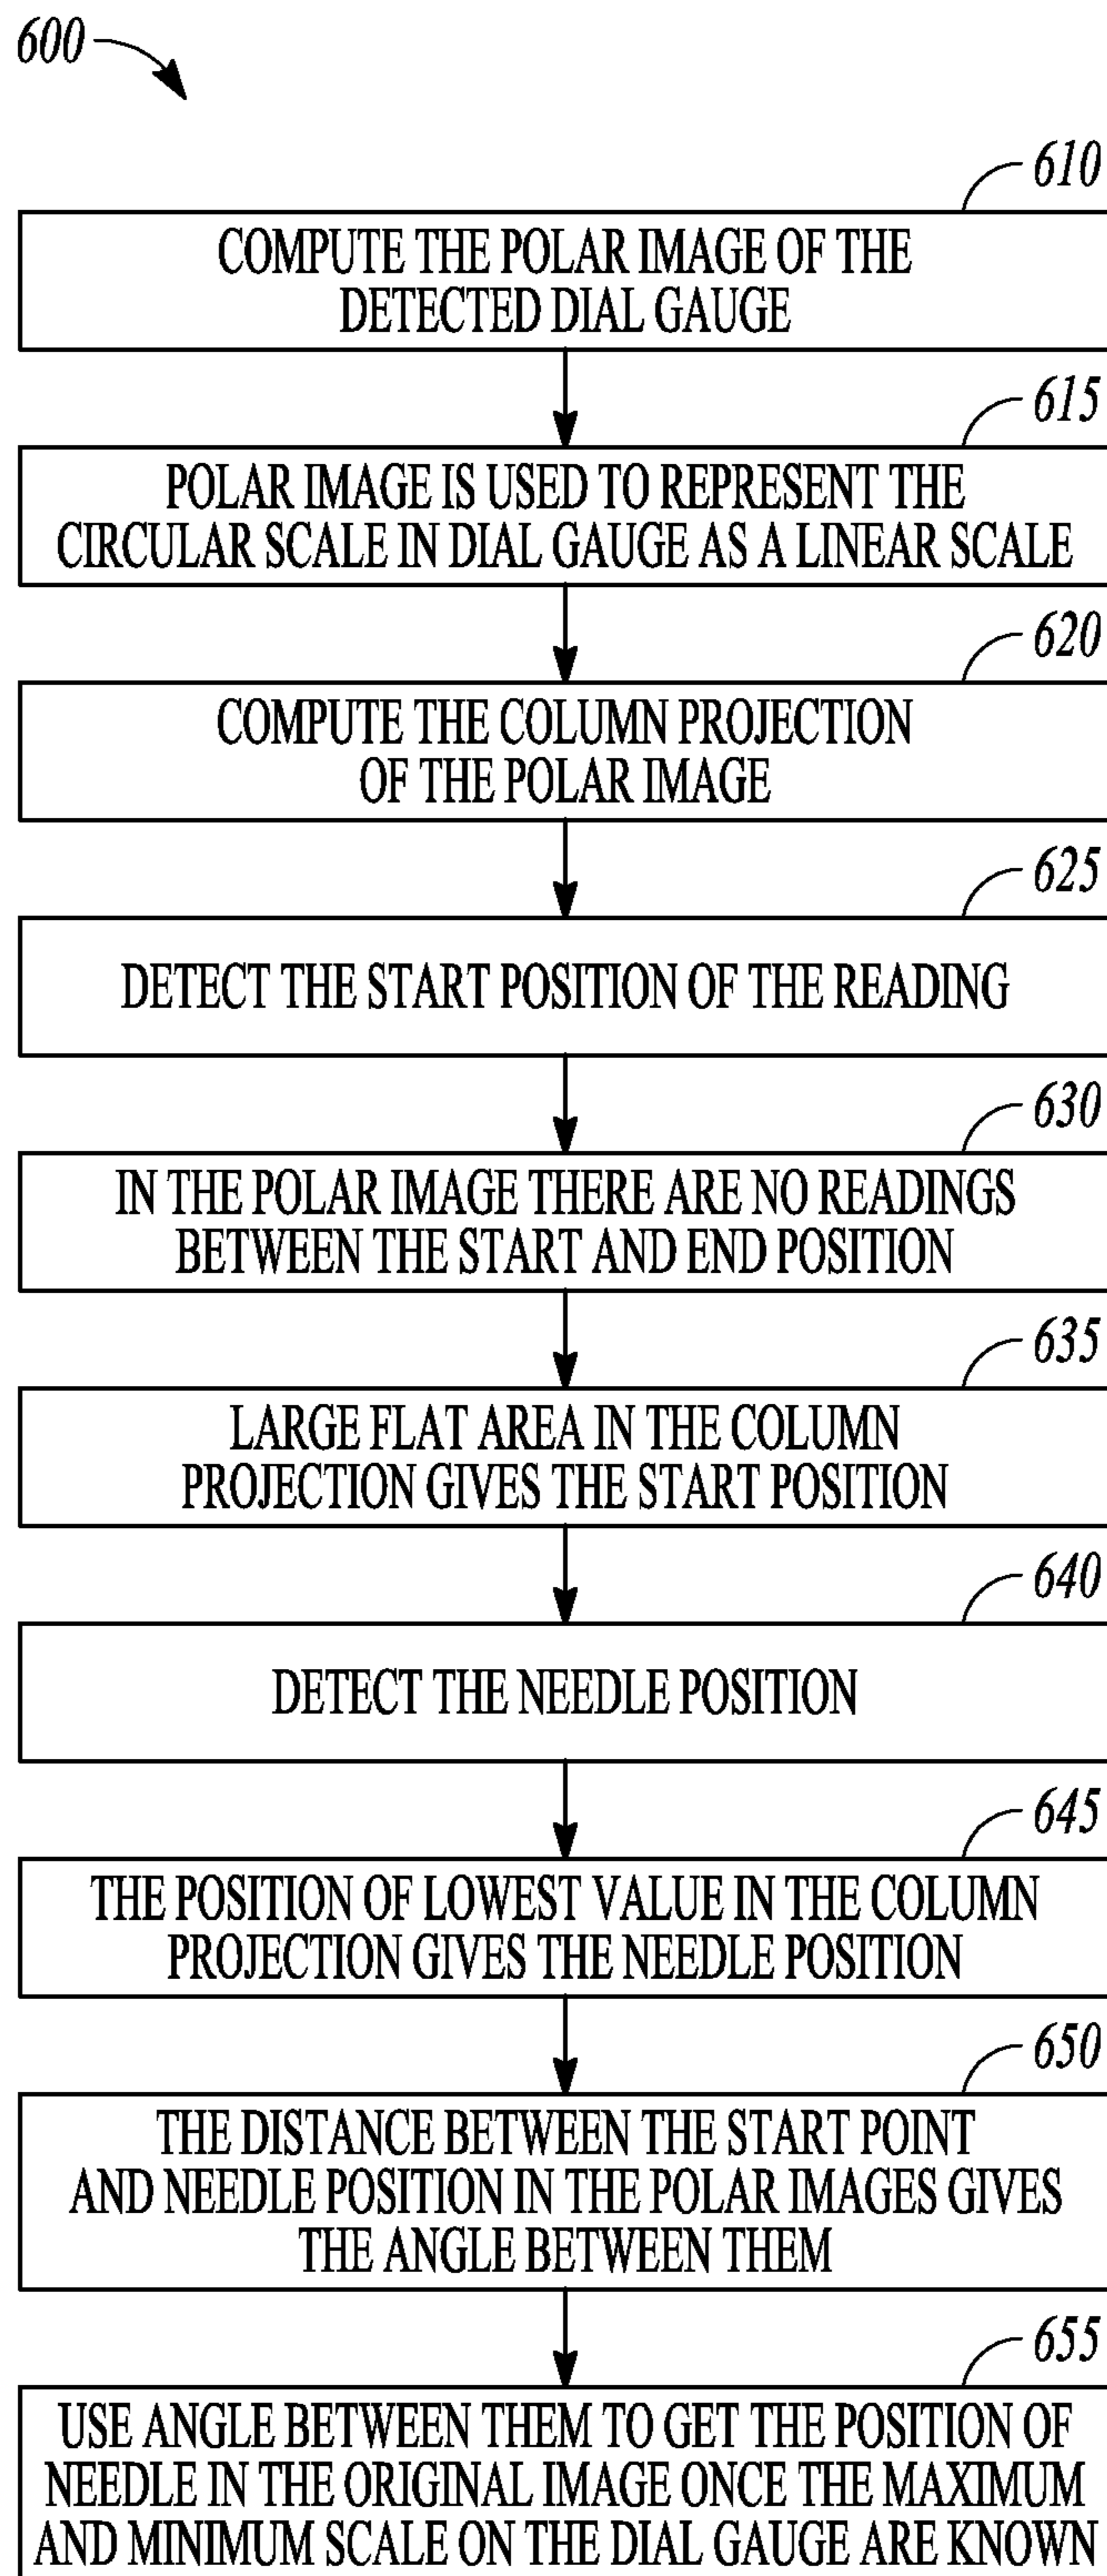 600
610
COMPUTE THE POLAR IMAGE OF THE
DETECTED DIAL GAUGE
615
POLAR IMAGE IS USED TO REPRESENT THE
CIRCULAR SCALE IN DIAL GAUGE AS A LINEAR SCALE
620
COMPUTE THE COLUMN PROJECTION
OF THE POLAR IMAGE
625
DETECT THE START POSITION OF THE READING
630
IN THE POLAR IMAGE THERE ARE NO READINGS
BETWEEN THE START AND END POSITION
635
LARGE FLAT AREA IN THE COLUMN
PROJECTION GIVES THE START POSITION
640
DETECT THE NEEDLE POSITION
645
THE POSITION OF LOWEST VALUE IN THE COLUMN
PROJECTION GIVES THE NEEDLE POSITION
650
THE DISTANCE BETWEEN THE START POINT
AND NEEDLE POSITION IN THE POLAR IMAGES GIVES
THE ANGLE BETWEEN THEM
655
USE ANGLE BETWEEN THEM TO GET THE POSITION OF
NEEDLE IN THE ORIGINAL IMAGE ONCE THE MAXIMUM
AND MINIMUM SCALE ON THE DIAL GAUGE ARE KNOWN